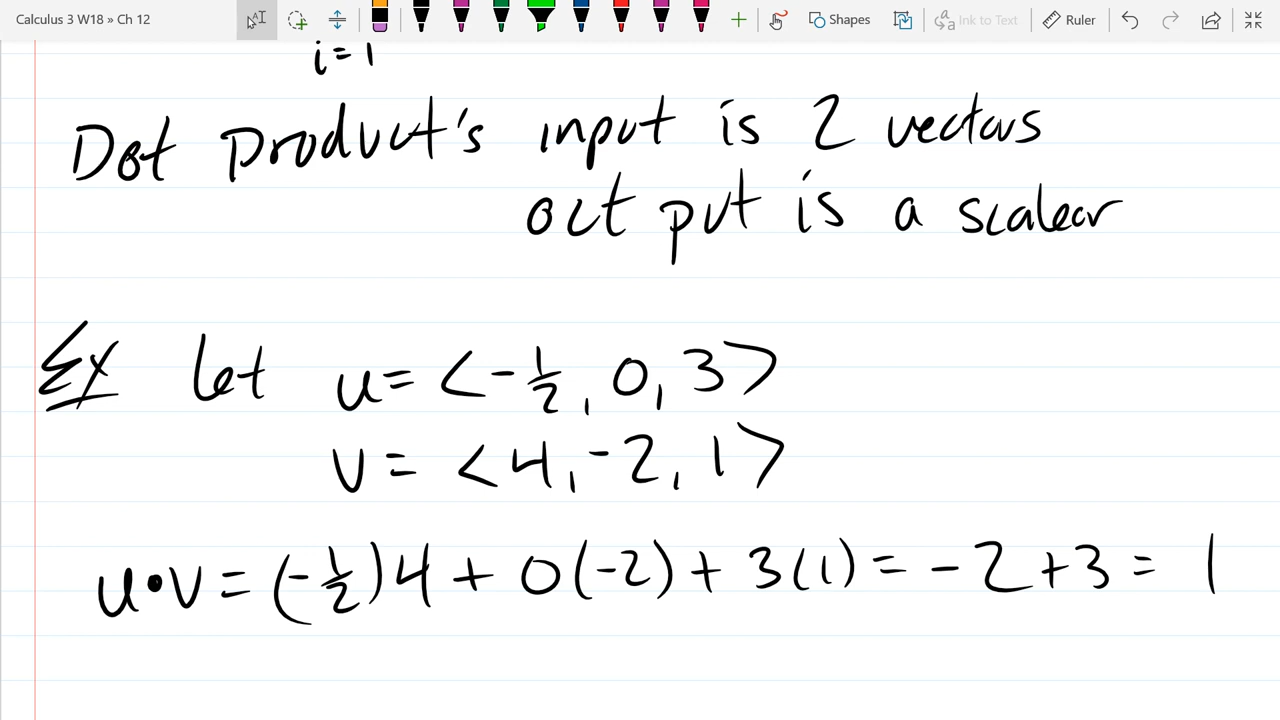 Calculus 3 W18 » Ch 12
Shapes
Ink to Text
Ruler
i=1
Dot Product's input is 2 vectors
output is a scalar
Ex Let u = <-1/2, 0, 3>
v = <4, -2, 1>
u•v = (-1/2)4 + 0(-2) + 3(1) = -2+3 = 1